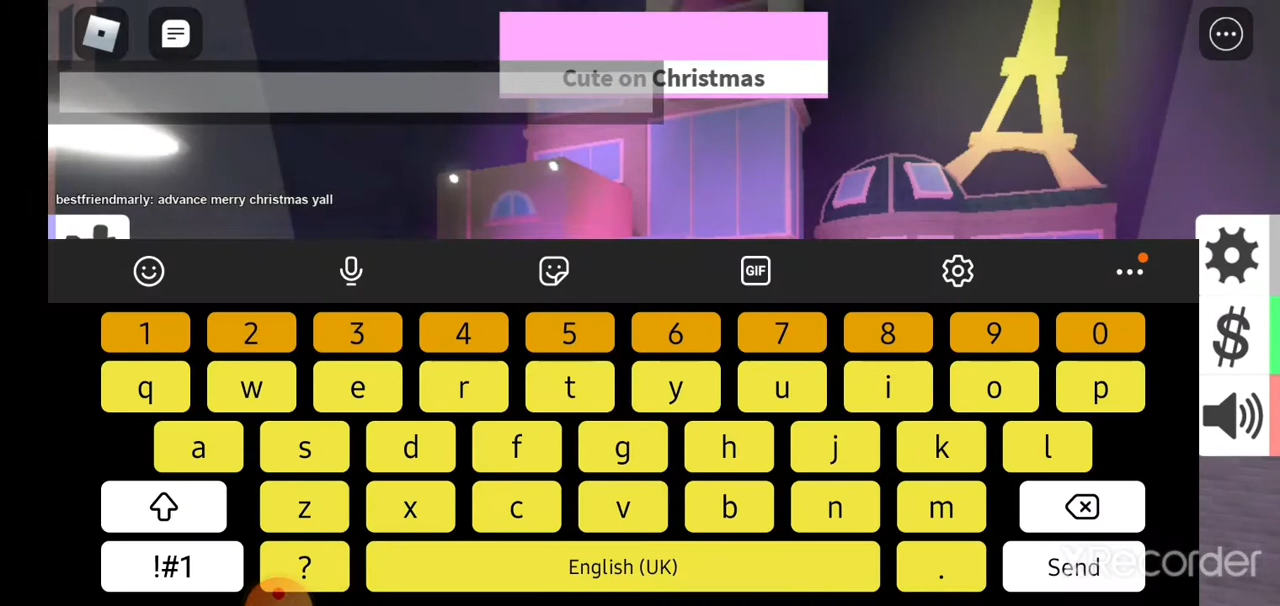 Cute on Christmas
bestfriendmarly: advance merry christmas yall
GIF
1 2 3 4 5 6 7 8 9 0
q w e r t y u i o p
a s d f g h j k l
z x c v b n m
!#1 ? English (UK) . Send
$
XRecorder